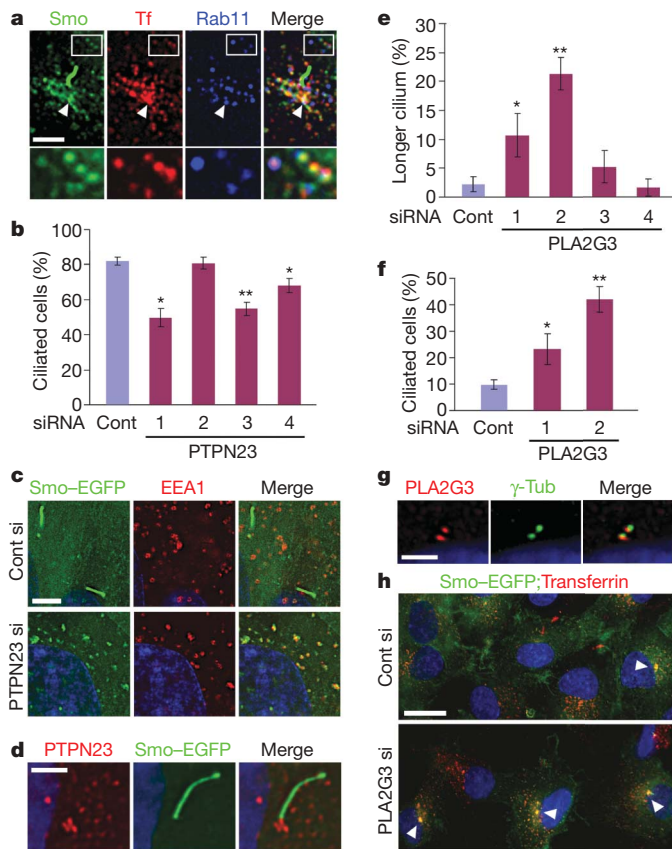 a
Smo Tf Rab11 Merge
b
Ciliated cells (%)
100
80
60
40
20
0
* ** *
siRNA Cont 1 2 3 4
PTPN23
c
Smo–EGFP EEA1 Merge
Cont si
PTPN23 si
d
PTPN23 Smo–EGFP Merge
e
Longer cilium (%)
30
25
20
15
10
5
0
* **
siRNA Cont 1 2 3 4
PLA2G3
f
Ciliated cells (%)
50
40
30
20
10
0
* **
siRNA Cont 1 2
PLA2G3
g
PLA2G3 γ-Tub Merge
h
Smo–EGFP;Transferrin
Cont si
PLA2G3 si